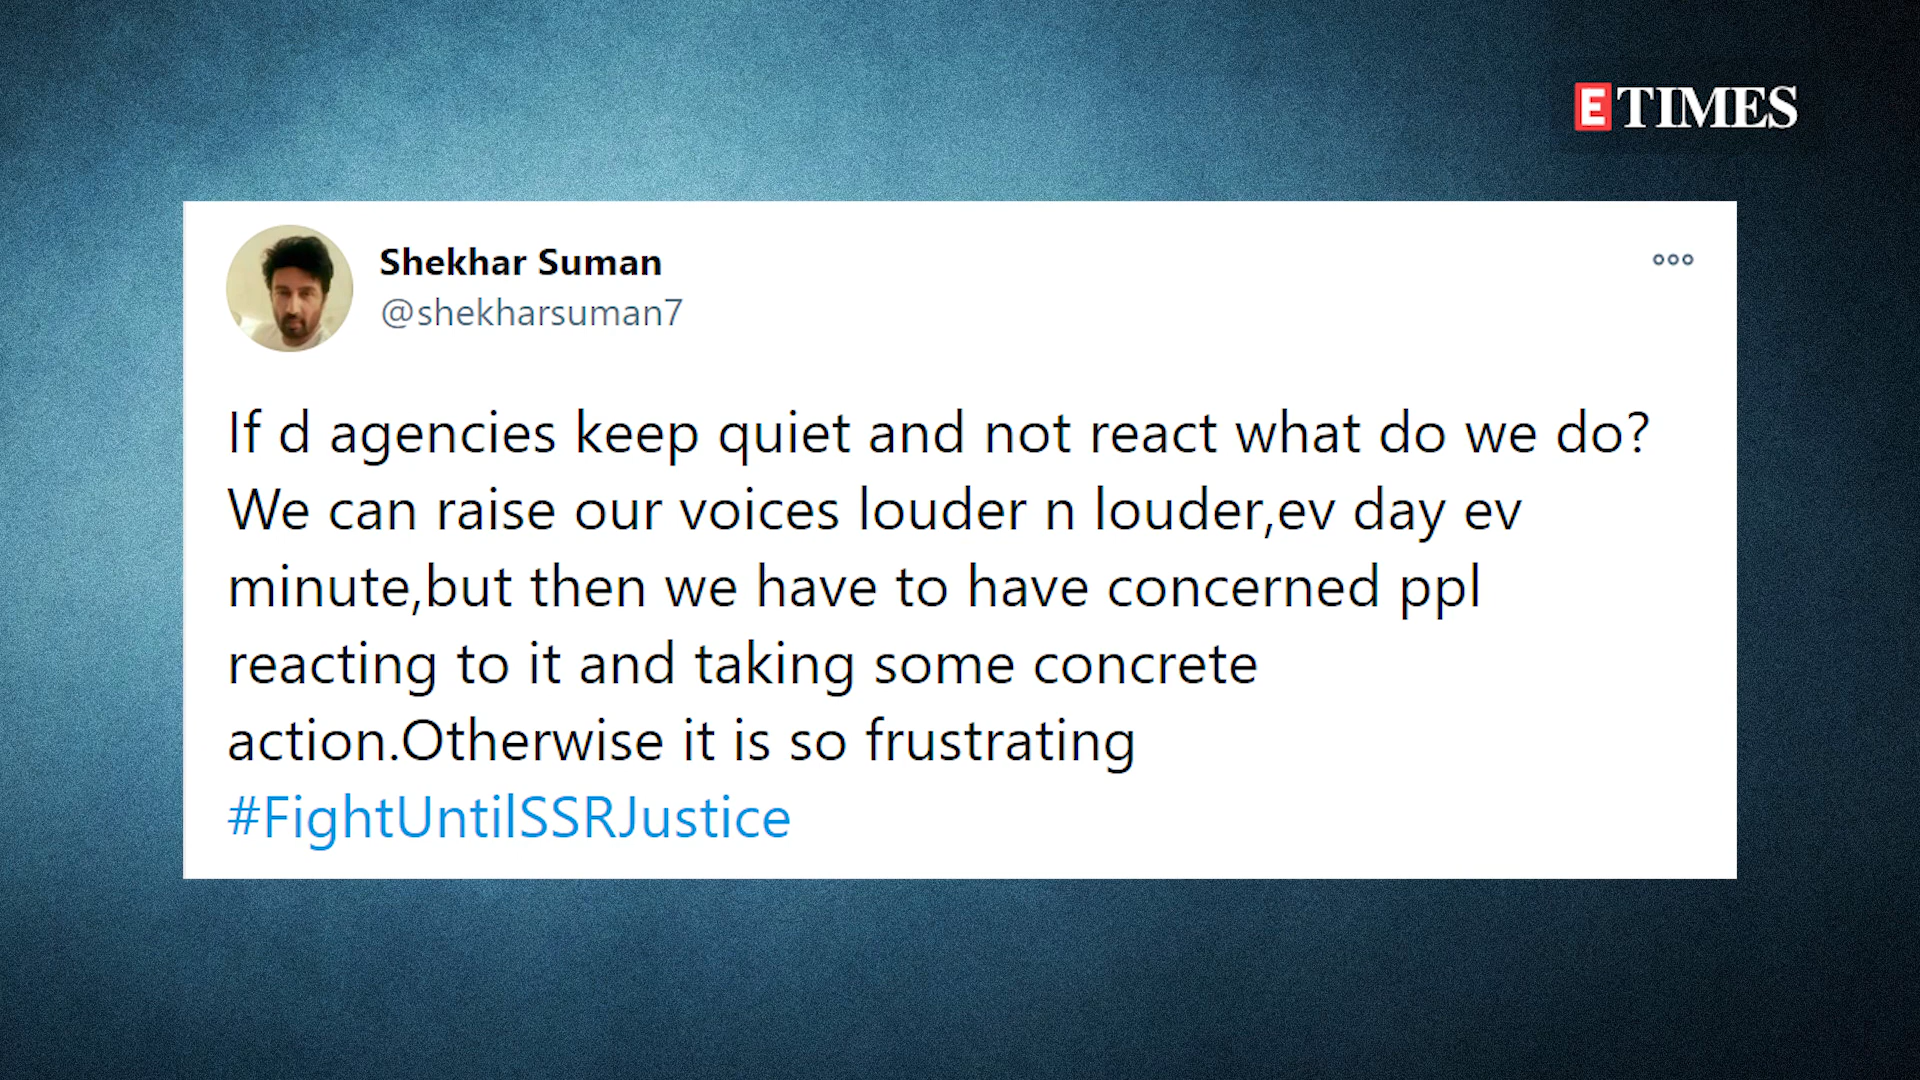 E TIMES
Shekhar Suman
@shekharsuman7
If d agencies keep quiet and not react what do we do?
We can raise our voices louder n louder,ev day ev
minute,but then we have to have concerned ppl
reacting to it and taking some concrete
action.Otherwise it is so frustrating
#FightUntilSSRJustice